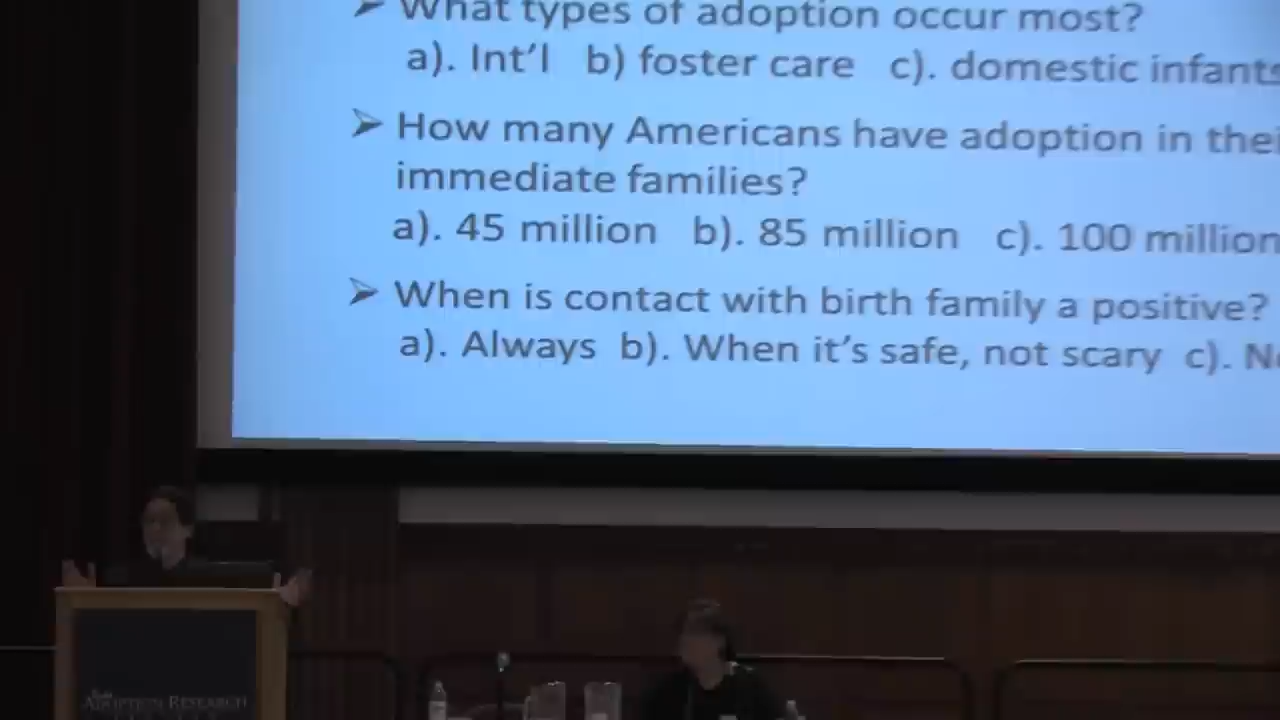 ➢ What types of adoption occur most?
a). Int'l b) foster care c). domestic infants
➢ How many Americans have adoption in
immediate families?
a). 45 million b). 85 million c). 100 million
➢ When is contact with birth family a positive?
a). Always b). When it's safe, not scary c).
ADOPTION RESEARCH